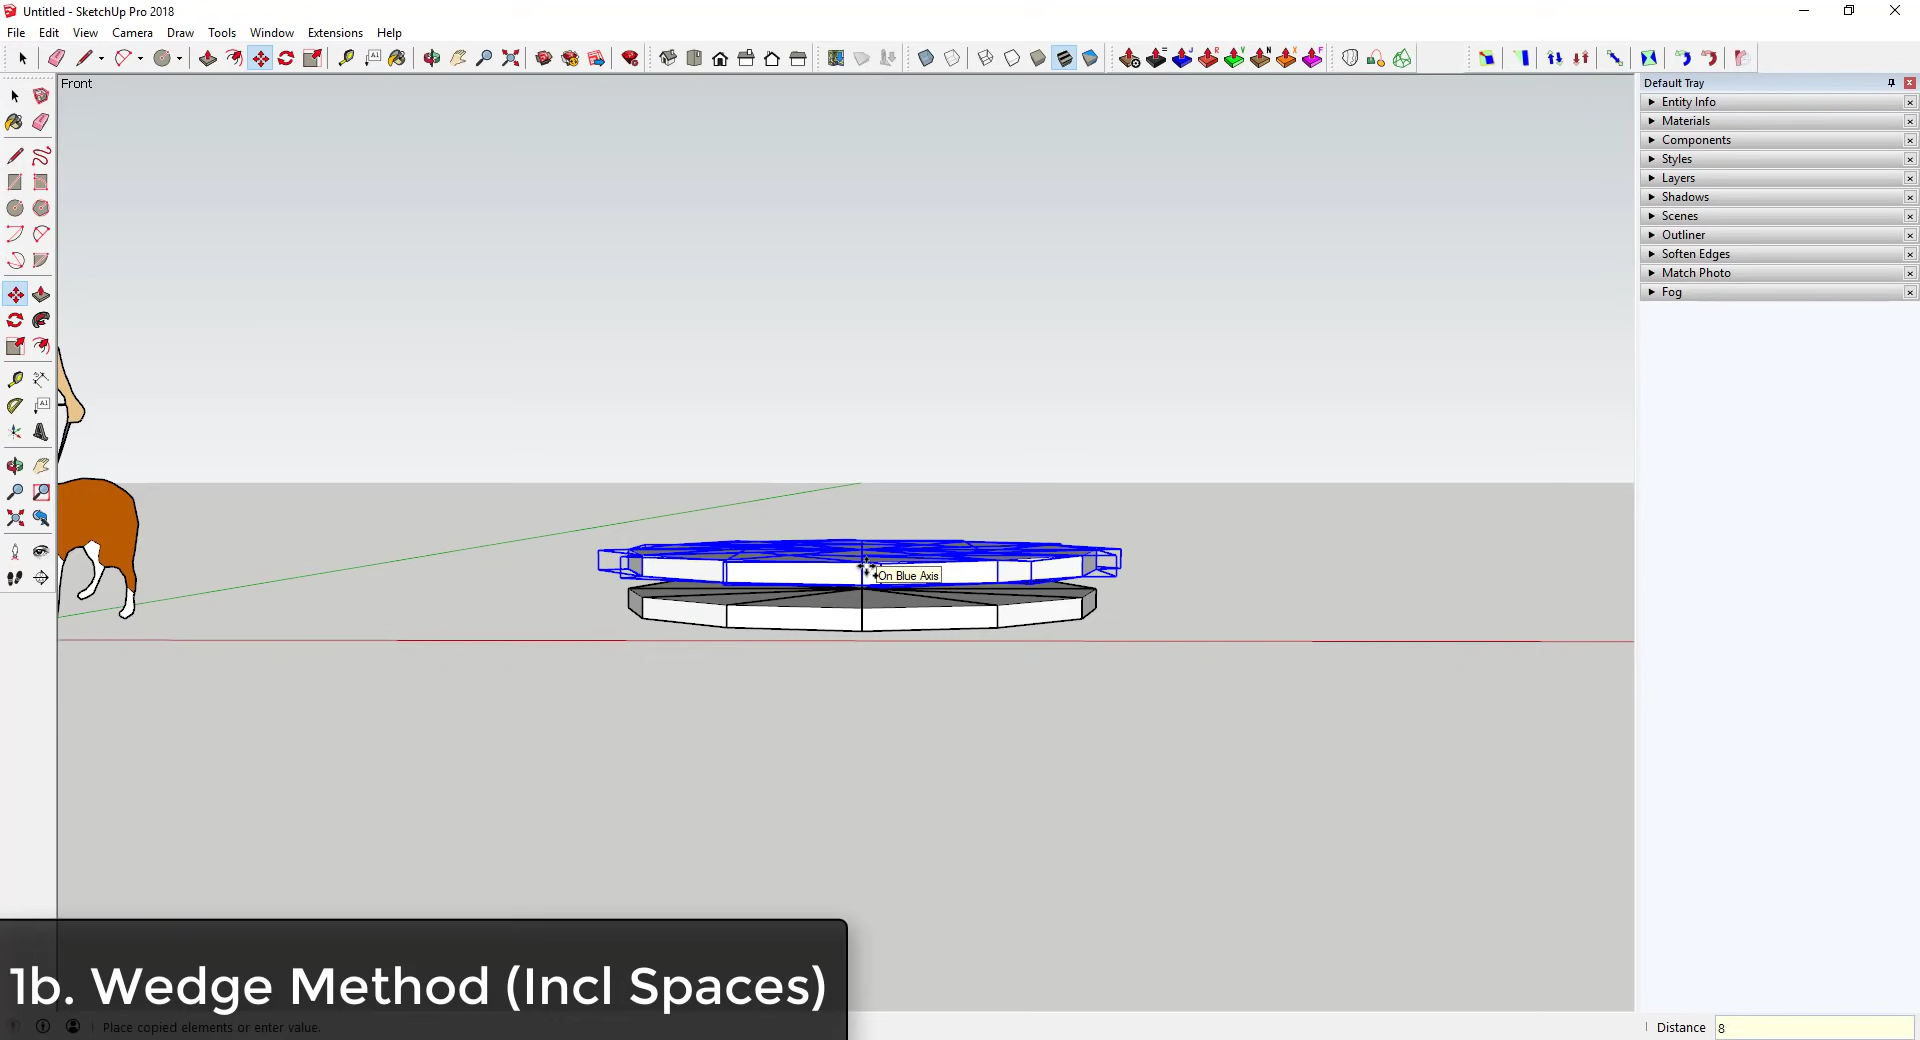 Untitled - SketchUp Pro 2018
File Edit View Camera Draw Tools Window Extensions Help
Front
Default Tray
Entity Info
Materials
Components
Styles
Layers
Shadows
Scenes
Outliner
Soften Edges
Match Photo
Fog
On Blue Axis
1b. Wedge Method (Incl Spaces)
Place copied elements or enter value.
Distance 8